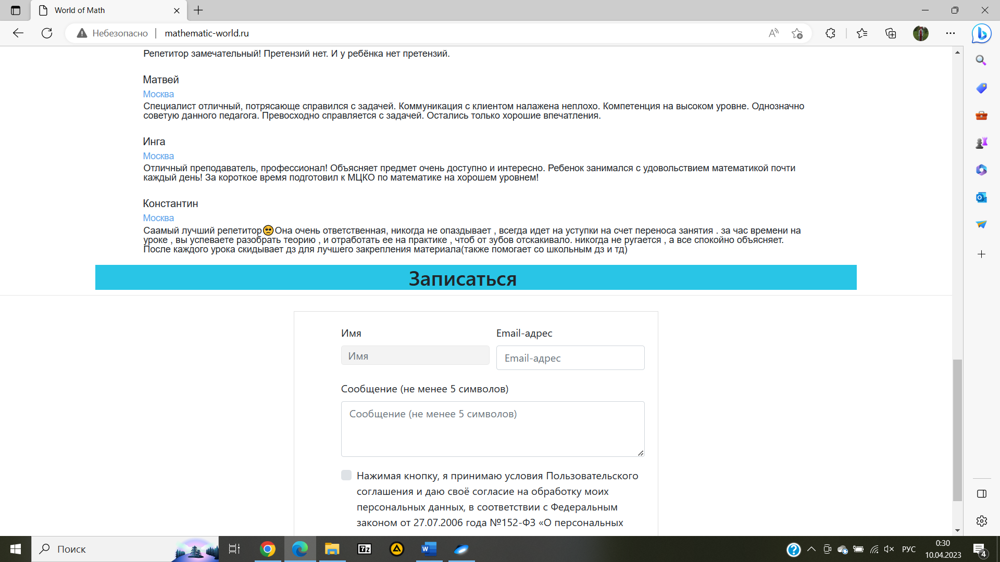 World of Math
Небезопасно
mathematic-world.ru
Репетитор замечательный! Претензий нет. И у ребёнка нет претензий.
Матвей
Москва
Специалист отличный, потрясающе справился с задачей. Коммуникация с клиентом налажена неплохо. Компетенция на высоком уровне. Однозначно
советую данного педагога. Превосходно справляется с задачей. Остались только хорошие впечатления.
Инга
Москва
Отличный преподаватель, профессионал! Объясняет предмет очень доступно и интересно. Ребенок занимался с удовольствием математикой почти
каждый день! За короткое время подготовил к МЦКО по математике на хорошем уровнем!
Константин
Москва
Саамый лучший репетитор🥺Она очень ответственная, никогда не опаздывает , всегда идет на уступки на счет переноса занятия . за час времени на
уроке , вы успеваете разобрать теорию , и отработать ее на практике , чтоб от зубов отскакивало. никогда не ругается , а все спокойно объясняет.
После каждого урока скидывает дз для лучшего закрепления материала(также помогает со школьным дз и тд)
Записаться
Имя
Email-адрес
Имя
Email-адрес
Сообщение (не менее 5 символов)
Сообщение (не менее 5 символов)
Нажимая кнопку, я принимаю условия Пользовательского
соглашения и даю своё согласие на обработку моих
персональных данных, в соответствии с Федеральным
законом от 27.07.2006 года №152-ФЗ «О персональных
Поиск
7z
W
РУС
0:30
10.04.2023
4